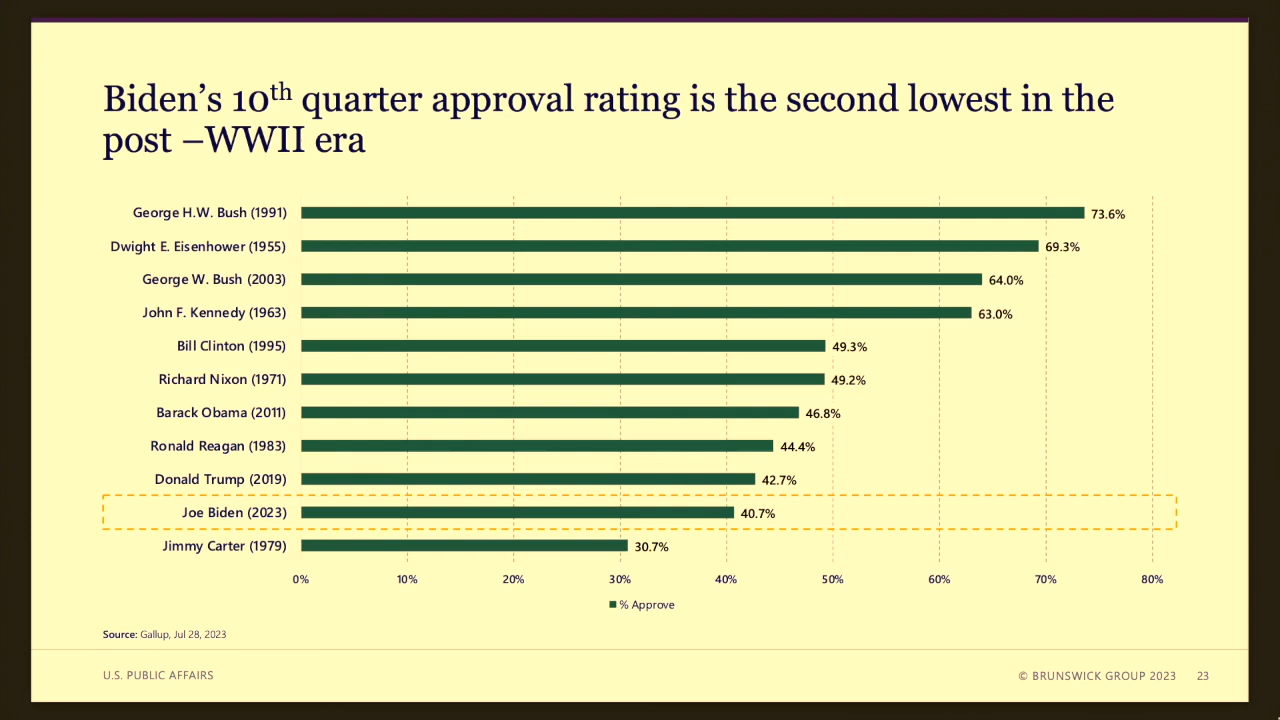 Biden’s 10th quarter approval rating is the second lowest in the
post –WWII era
George H.W. Bush (1991) 73.6%
Dwight E. Eisenhower (1955) 69.3%
George W. Bush (2003) 64.0%
John F. Kennedy (1963) 63.0%
Bill Clinton (1995) 49.3%
Richard Nixon (1971) 49.2%
Barack Obama (2011) 46.8%
Ronald Reagan (1983) 44.4%
Donald Trump (2019) 42.7%
Joe Biden (2023) 40.7%
Jimmy Carter (1979) 30.7%
0% 10% 20% 30% 40% 50% 60% 70% 80%
% Approve
Source: Gallup, Jul 28, 2023
U.S. PUBLIC AFFAIRS © BRUNSWICK GROUP 2023 23